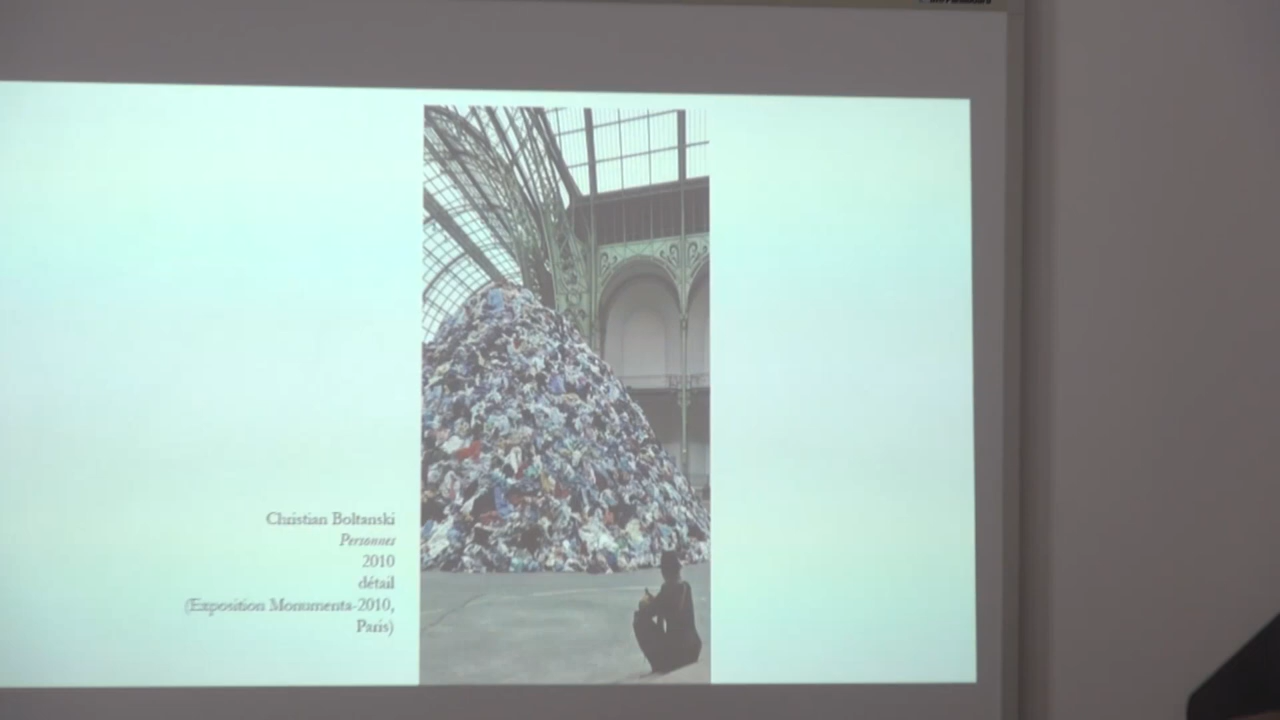 Christian Boltanski
Personnes
2010
détail
(Exposition Monumenta-2010,
Paris)